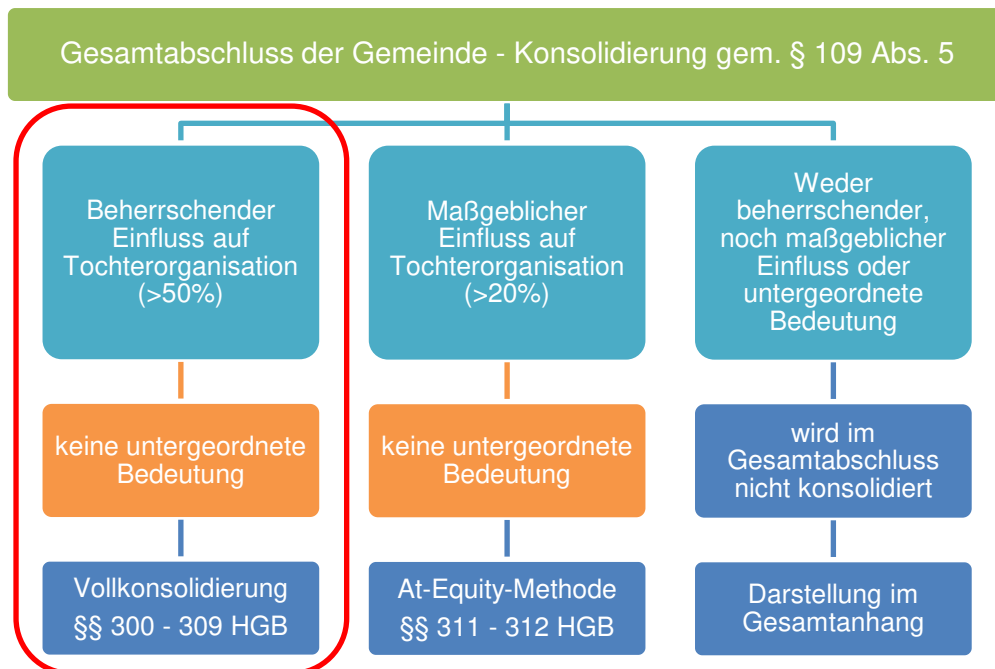 Gesamtabschluss der Gemeinde - Konsolidierung gem. § 109 Abs. 5
Beherrschender
Einfluss auf
Tochterorganisation
(>50%)
keine untergeordnete
Bedeutung
Vollkonsolidierung
§§ 300 - 309 HGB
Maßgeblicher
Einfluss auf
Tochterorganisation
(>20%)
keine untergeordnete
Bedeutung
At-Equity-Methode
§§ 311 - 312 HGB
Weder
beherrschender,
noch maßgeblicher
Einfluss oder
untergeordnete
Bedeutung
wird im
Gesamtabschluss
nicht konsolidiert
Darstellung im
Gesamtanhang